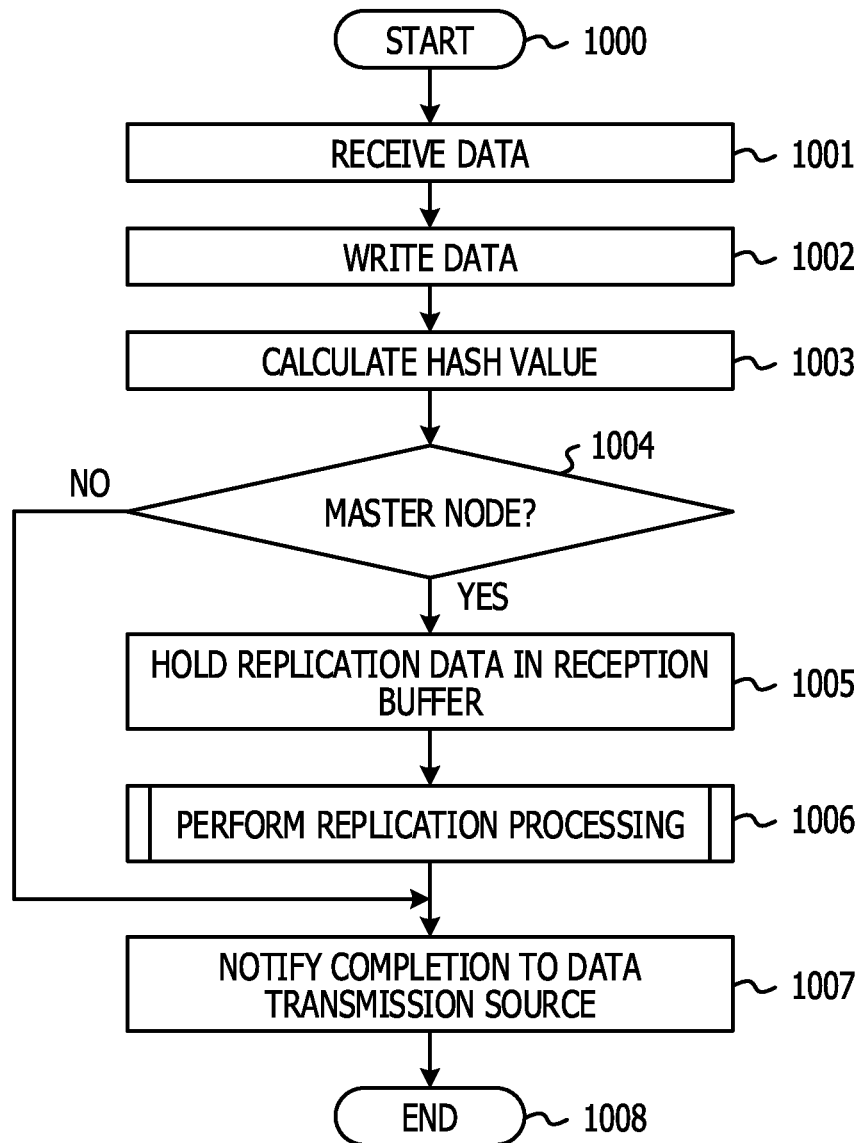 START
1000
RECEIVE DATA
1001
WRITE DATA
1002
CALCULATE HASH VALUE
1003
1004
NO
MASTER NODE?
YES
HOLD REPLICATION DATA IN RECEPTION
BUFFER
1005
PERFORM REPLICATION PROCESSING
1006
NOTIFY COMPLETION TO DATA
TRANSMISSION SOURCE
1007
END
1008